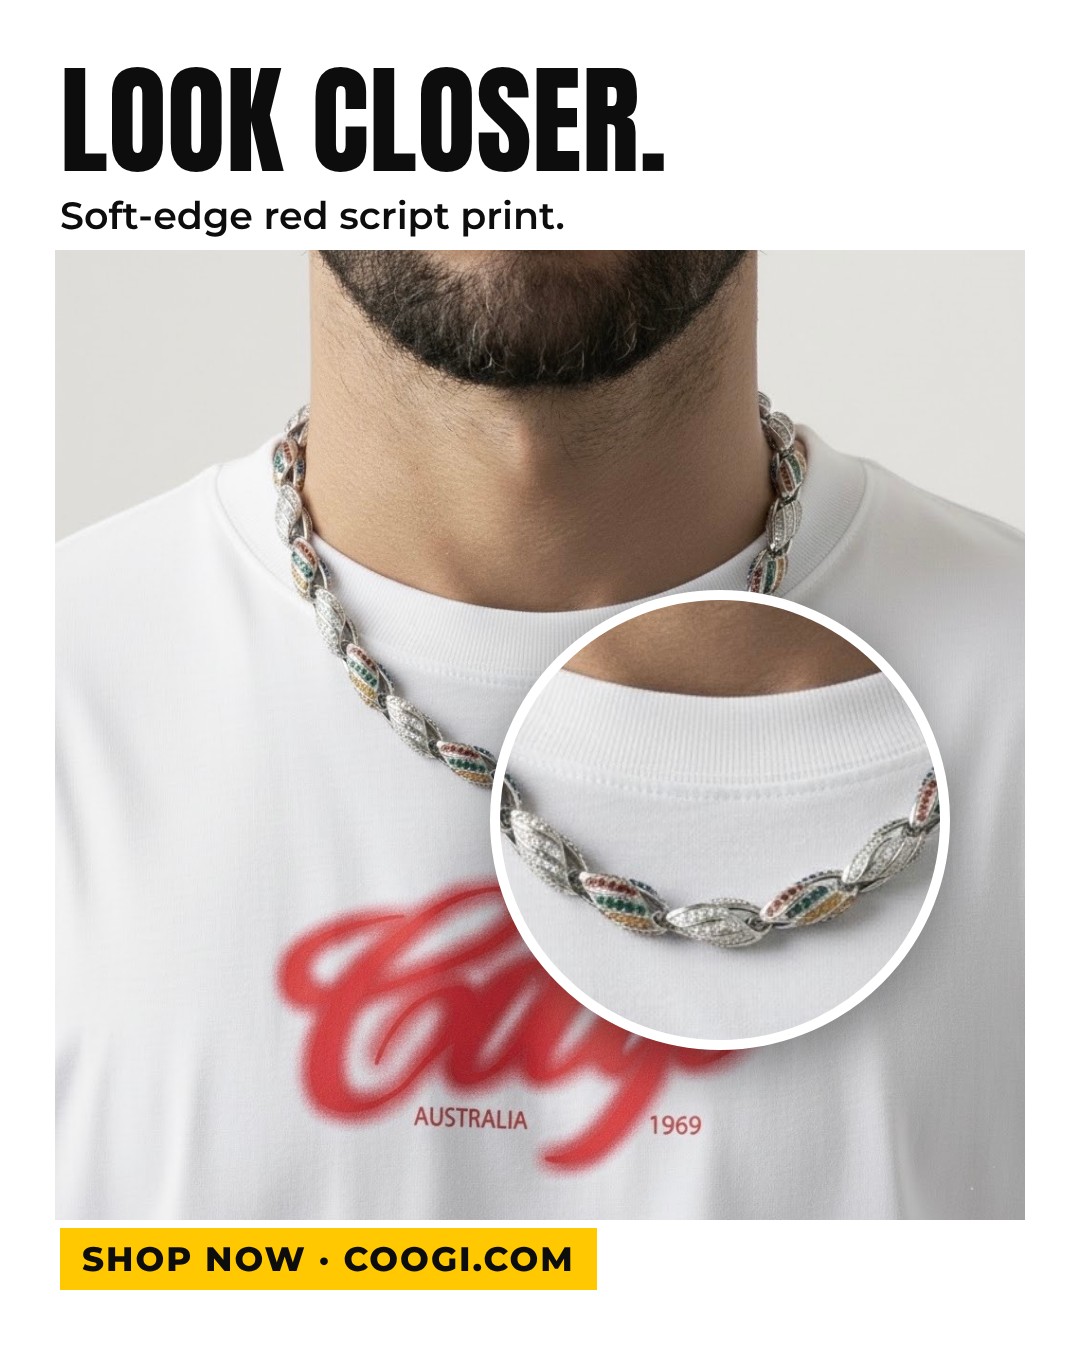 LOOK CLOSER.
Soft-edge red script print.
AUSTRALIA
1969
SHOP NOW · COOGI.COM